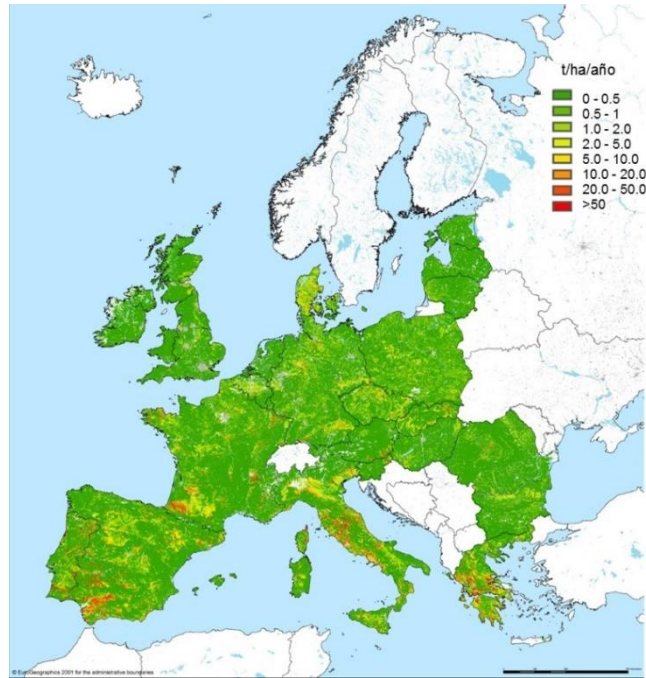 t/ha/año
0 - 0.5
0.5 - 1
1.0 - 2.0
2.0 - 5.0
5.0 - 10.0
10.0 - 20.0
20.0 - 50.0
>50
© EuroGeographics 2001 for the administrative boundaries